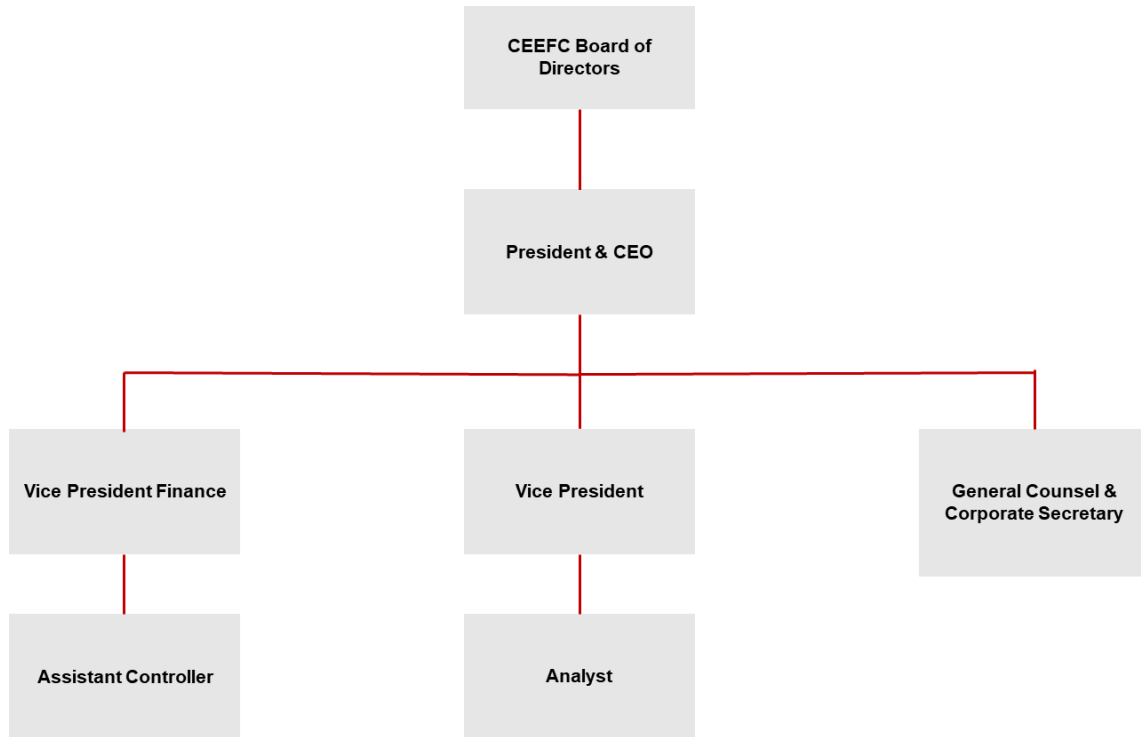 CEEFC Board of
Directors
President & CEO
Vice President Finance
Vice President
General Counsel &
Corporate Secretary
Assistant Controller
Analyst